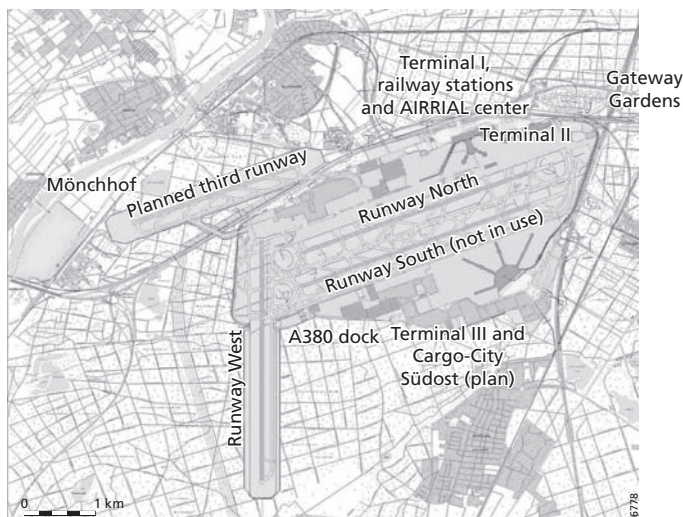 Terminal I,
railway stations
and AIRRIAL center
Gateway
Gardens
Terminal II
Mönchhof
Planned third runway
Runway North
Runway South (not in use)
Runway West
A380 dock
Terminal III and
Cargo-City
Südost (plan)
0 1 km
6778